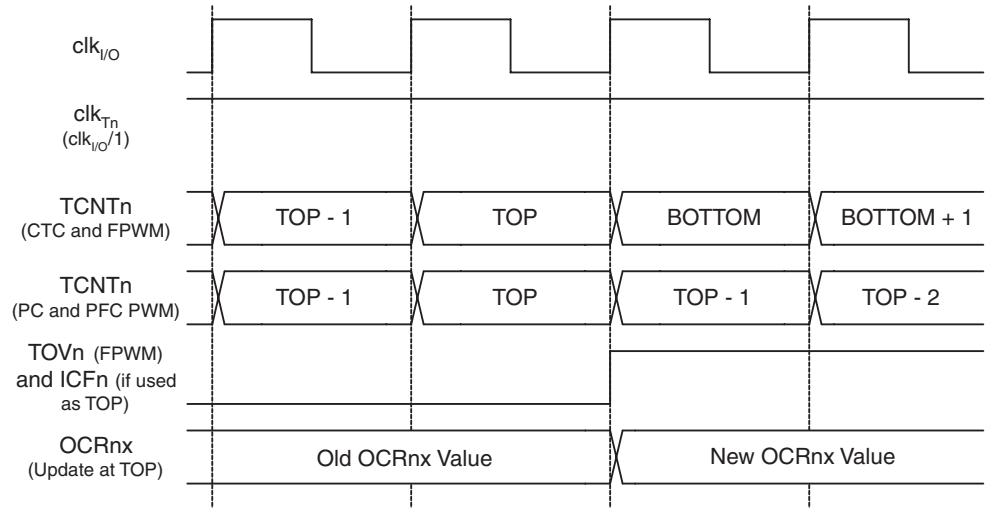 clkI/O
clkTn
(clkI/O/1)
TCNTn
(CTC and FPWM)
TOP - 1
TOP
BOTTOM
BOTTOM + 1
TCNTn
(PC and PFC PWM)
TOP - 1
TOP
TOP - 1
TOP - 2
TOVn (FPWM)
and ICFn (if used
as TOP)
OCRnx
(Update at TOP)
Old OCRnx Value
New OCRnx Value